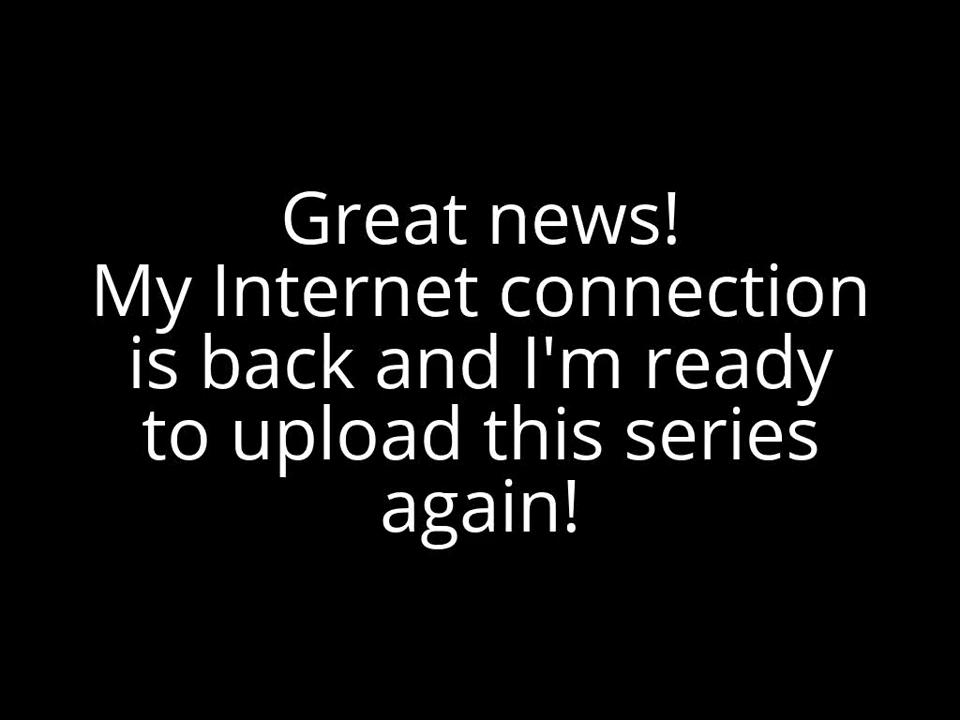 Great news!
My Internet connection
is back and I'm ready
to upload this series
again!